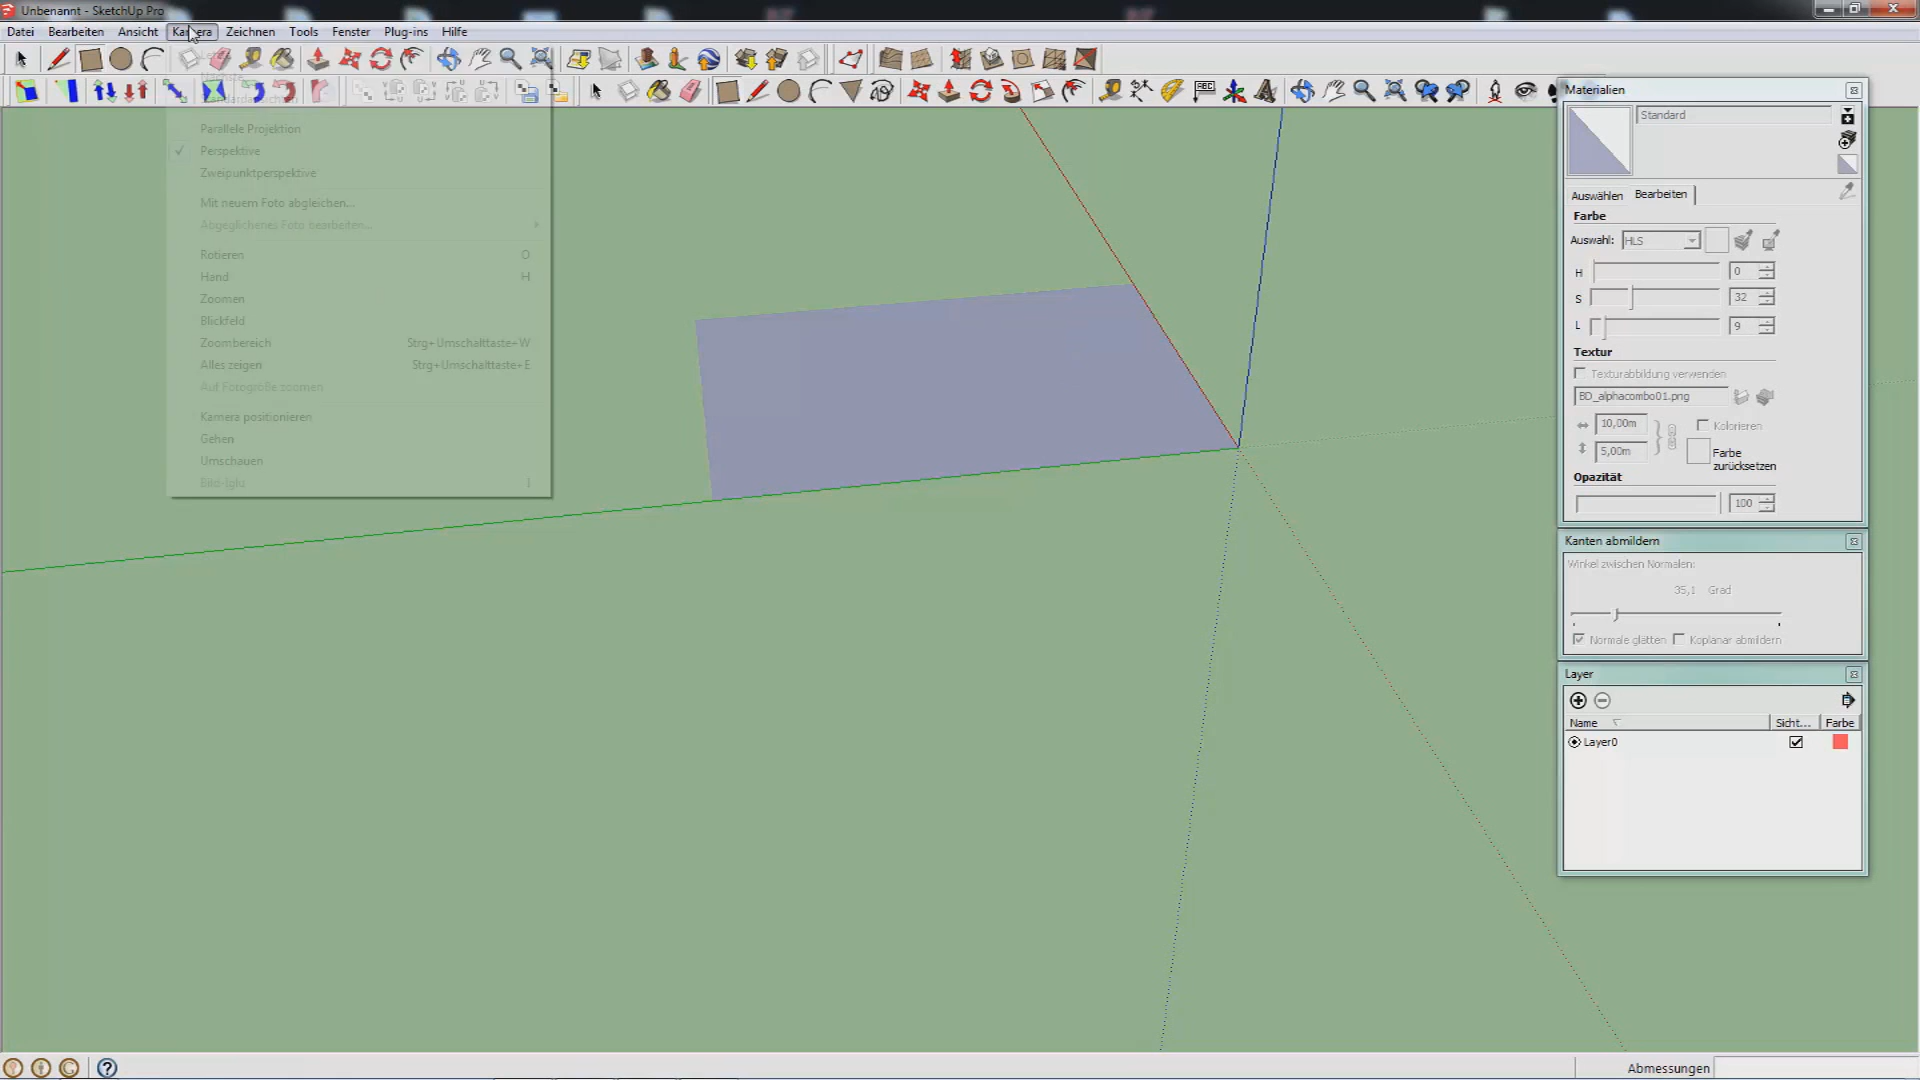 Unbenannt - SketchUp Pro
Datei Bearbeiten Ansicht Kamera Zeichnen Tools Fenster Plug-ins Hilfe
Parallele Projektion
Perspektive
Zweipunktperspektive
Mit neuem Foto abgleichen...
Abgeglichenes Foto bearbeiten...
Rotieren O
Hand H
Zoomen
Blickfeld
Zoombereich Strg+Umschalttaste+W
Alles zeigen Strg+Umschalttaste+E
Auf Fotogröße zoomen
Kamera positionieren
Gehen
Umschauen
Bild-Iglu I
ABC
Materialien
Standard
Auswählen Bearbeiten
Farbe
Auswahl: HLS
H 0
S 32
L 9
Textur
Texturabbildung verwenden
BD_alphacombo01.png
10,00m Kolorieren
5,00m Farbe
zurücksetzen
Opazität
100
Kanten abmildern
Winkel zwischen Normalen:
35,1 Grad
Normale glätten Koplanar abmildern
Layer
Name Sicht... Farbe
Layer0
Abmessungen